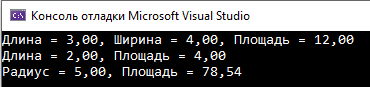 Консоль отладки Microsoft Visual Studio
Длина = 3,00, Ширина = 4,00, Площадь = 12,00
Длина = 2,00, Площадь = 4,00
Радиус = 5,00, Площадь = 78,54